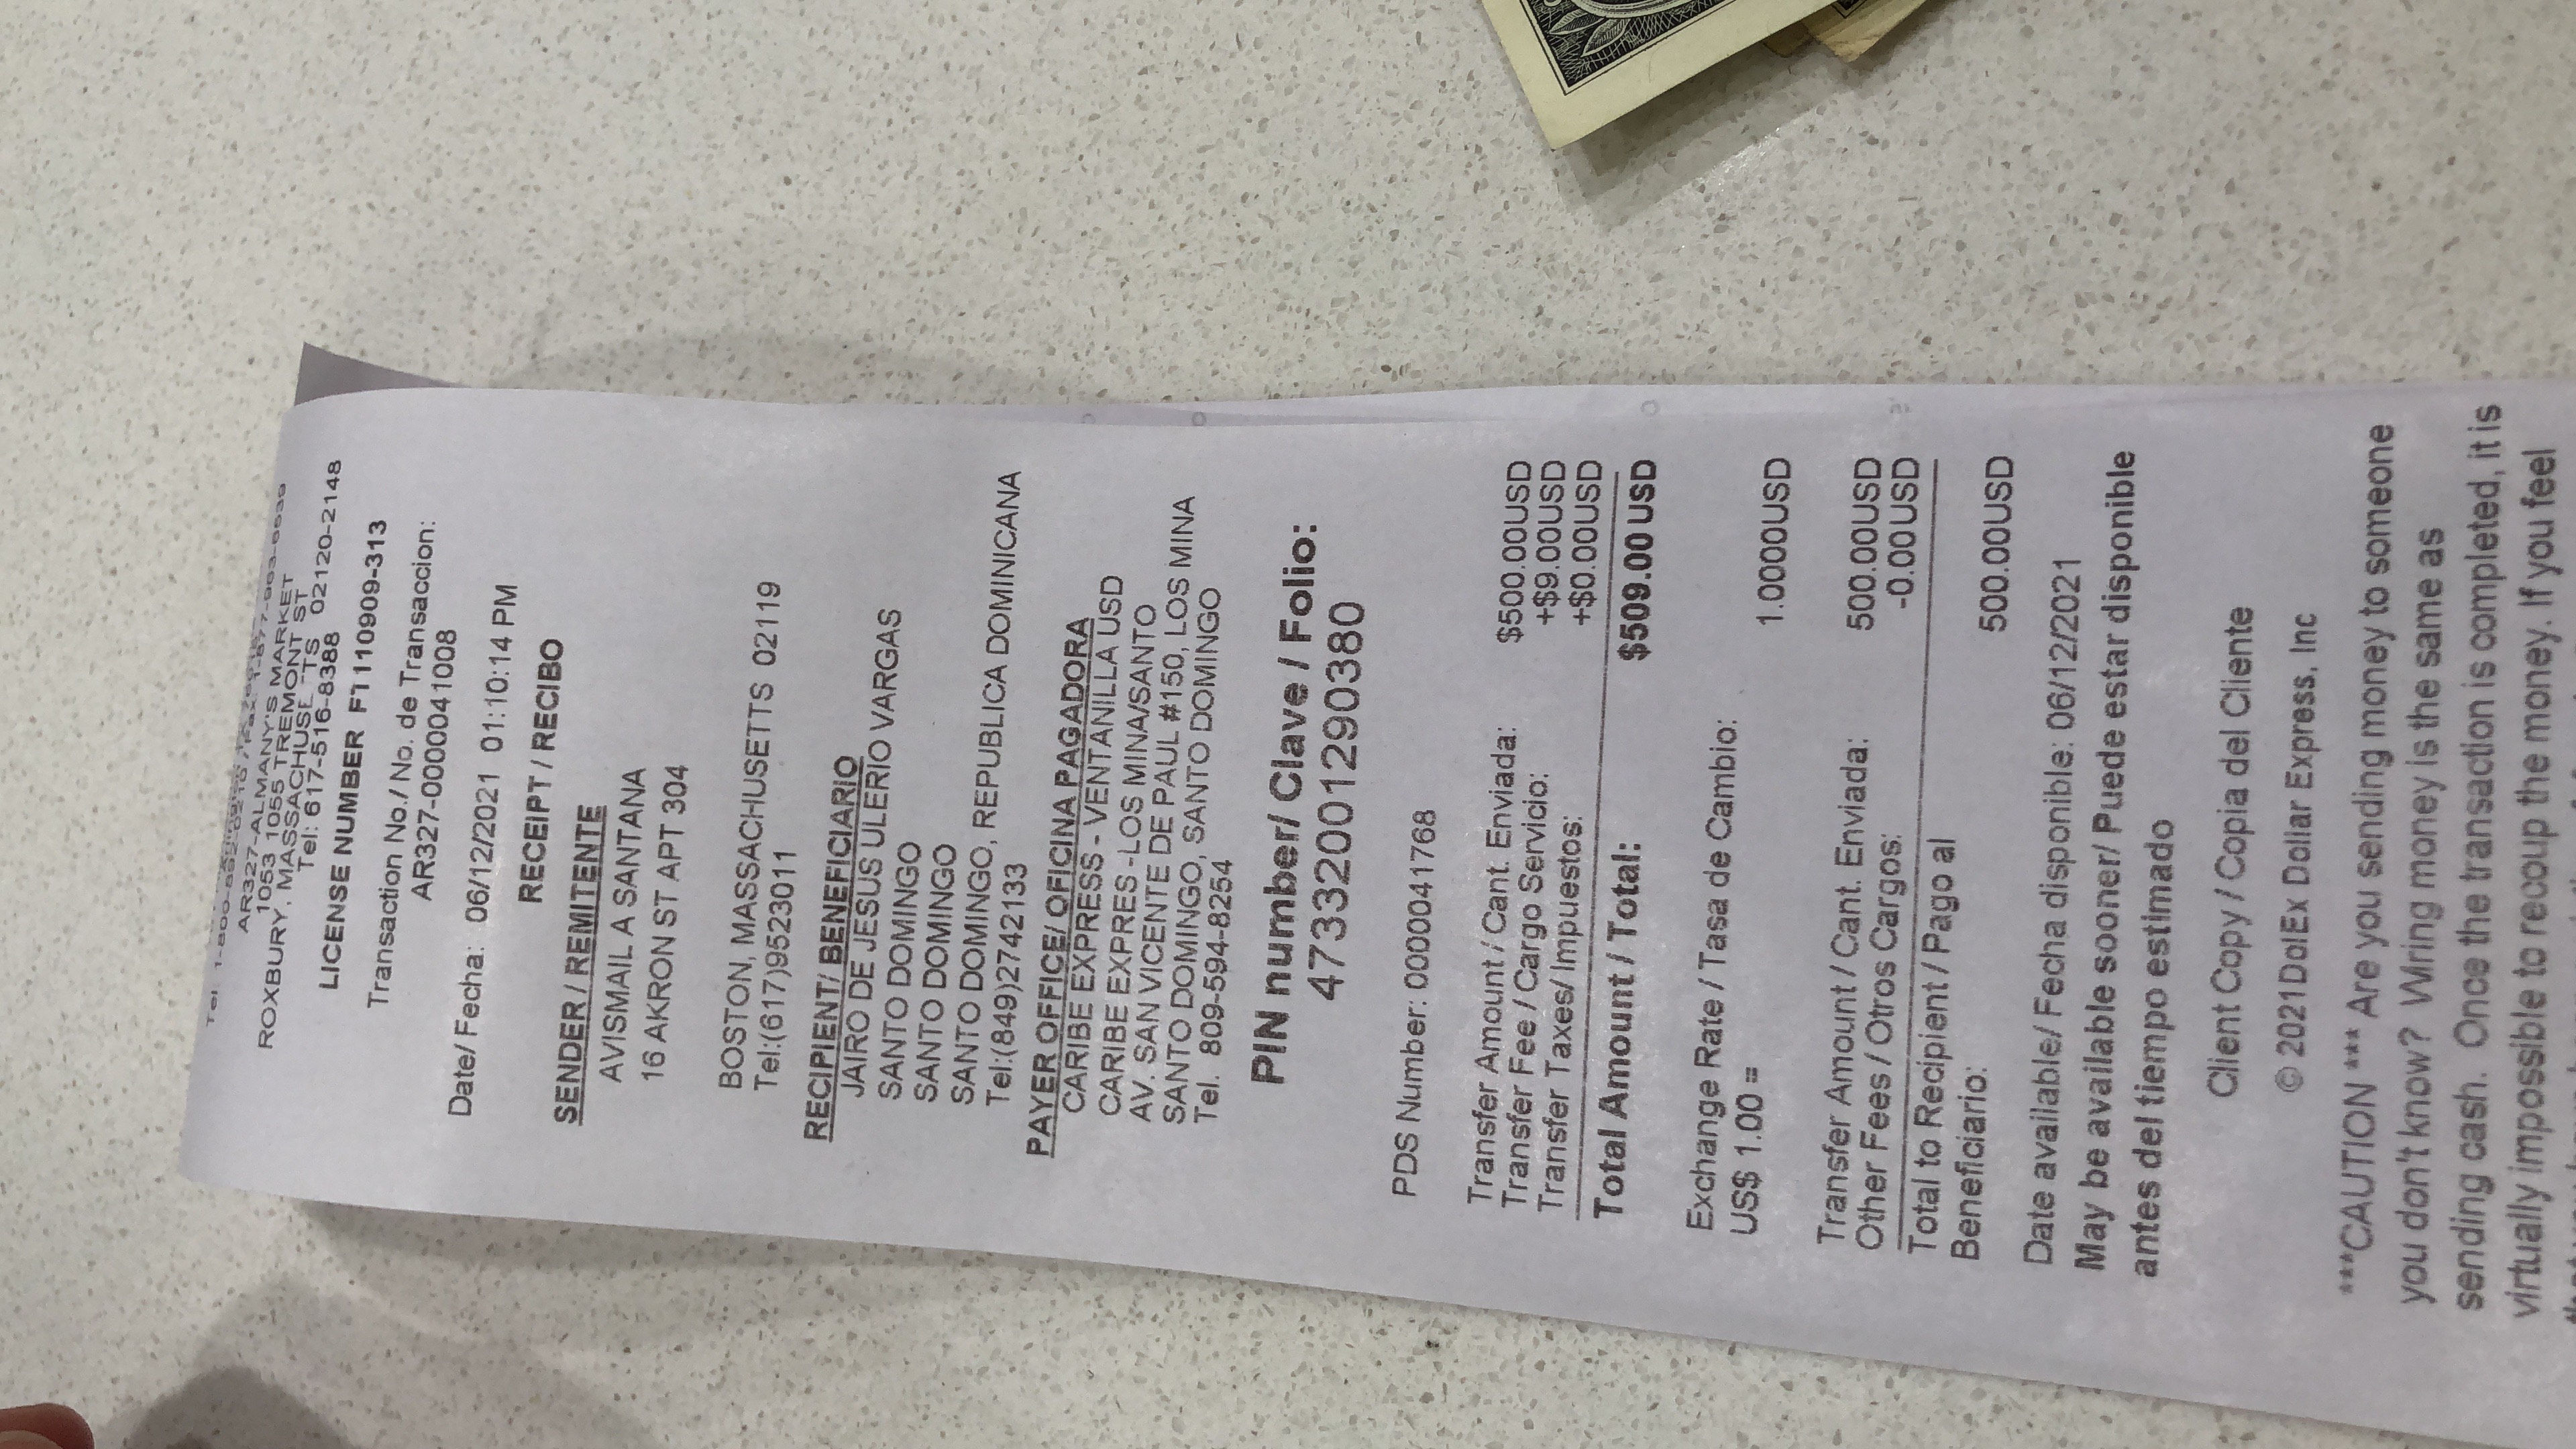 Tel. 1-800-892-0210 / Fax: 1-877-963-6639
AR327-ALMANY'S MARKET
1053 1055 TREMONT ST
ROXBURY, MASSACHUSETTS 02120-2148
Tel: 617-516-8388
LICENSE NUMBER FT110909-313
Transaction No./ No. de Transaccion:
AR327-0000041008
Date/ Fecha: 06/12/2021 01:10:14 PM
RECEIPT / RECIBO
SENDER / REMITENTE
AVISMAIL A SANTANA
16 AKRON ST APT 304
BOSTON, MASSACHUSETTS 02119
Tel:(617)9523011
RECIPIENT/ BENEFICIARIO
JAIRO DE JESUS ULERIO VARGAS
SANTO DOMINGO
SANTO DOMINGO
SANTO DOMINGO, REPUBLICA DOMINICANA
Tel:(849)2742133
PAYER OFFICE/ OFICINA PAGADORA
CARIBE EXPRESS - VENTANILLA USD
CARIBE EXPRES -LOS MINA/SANTO
AV. SAN VICENTE DE PAUL #150, LOS MINA
SANTO DOMINGO, SANTO DOMINGO
Tel. 809-594-8254
PIN number/ Clave / Folio:
47332001290380
PDS Number: 0000041768
Transfer Amount / Cant. Enviada: $500.00USD
Transfer Fee / Cargo Servicio: +$9.00USD
Transfer Taxes/ Impuestos: +$0.00USD
Total Amount / Total: $509.00 USD
Exchange Rate / Tasa de Cambio:
US$ 1.00 = 1.0000USD
Transfer Amount / Cant. Enviada: 500.00USD
Other Fees / Otros Cargos: -0.00USD
Total to Recipient / Pago al
Beneficiario: 500.00USD
Date available/ Fecha disponible: 06/12/2021
May be available sooner/ Puede estar disponible
antes del tiempo estimado
Client Copy / Copia del Cliente
© 2021DolEx Dollar Express, Inc
***CAUTION *** Are you sending money to someone
you don't know? Wiring money is the same as
sending cash. Once the transaction is completed, it is
virtually impossible to recoup the money. If you feel